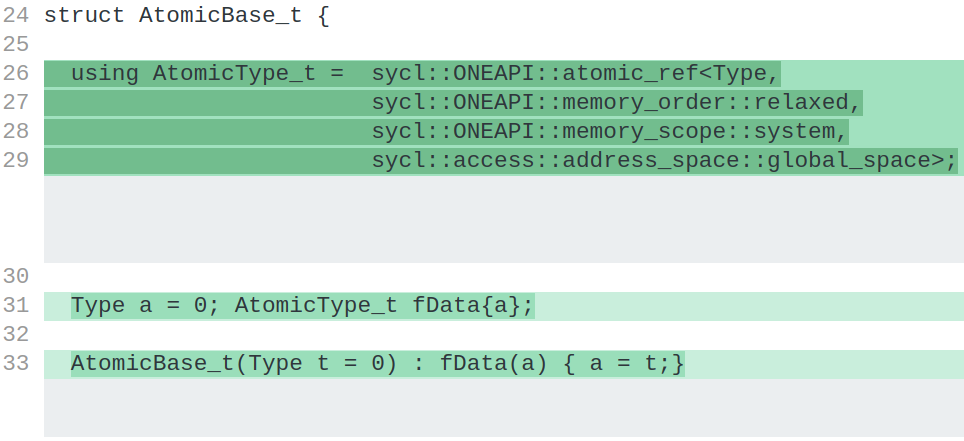 24 struct AtomicBase_t {
25
26   using AtomicType_t =  sycl::ONEAPI::atomic_ref<Type,
27                         sycl::ONEAPI::memory_order::relaxed,
28                         sycl::ONEAPI::memory_scope::system,
29                         sycl::access::address_space::global_space>;
30
31   Type a = 0; AtomicType_t fData{a};
32
33   AtomicBase_t(Type t = 0) : fData(a) { a = t;}